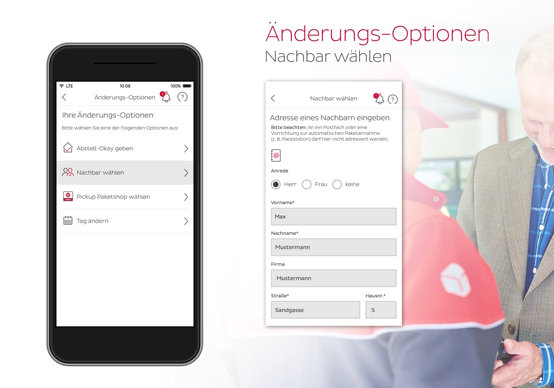 Änderungs-Optionen
Nachbar wählen
LTE
10:08
100%
Änderungs-Optionen
?
Ihre Änderungs-Optionen
Bitte wählen Sie eine der folgenden Optionen aus:
Abstell-Okay geben
Nachbar wählen
Pickup Paketshop wählen
Tag ändern
Nachbar wählen
?
Adresse eines Nachbarn eingeben
Bitte beachten: An ein Postfach oder eine
Vorrichtung zur automatischen Paketannahme
(z. B. Packstation) darf hier nicht adressiert werden.
Anrede
Herr Frau keine
Vorname*
Max
Nachname*
Mustermann
Firma
Mustermann
Straße* Hausnr.*
Sandgasse 5